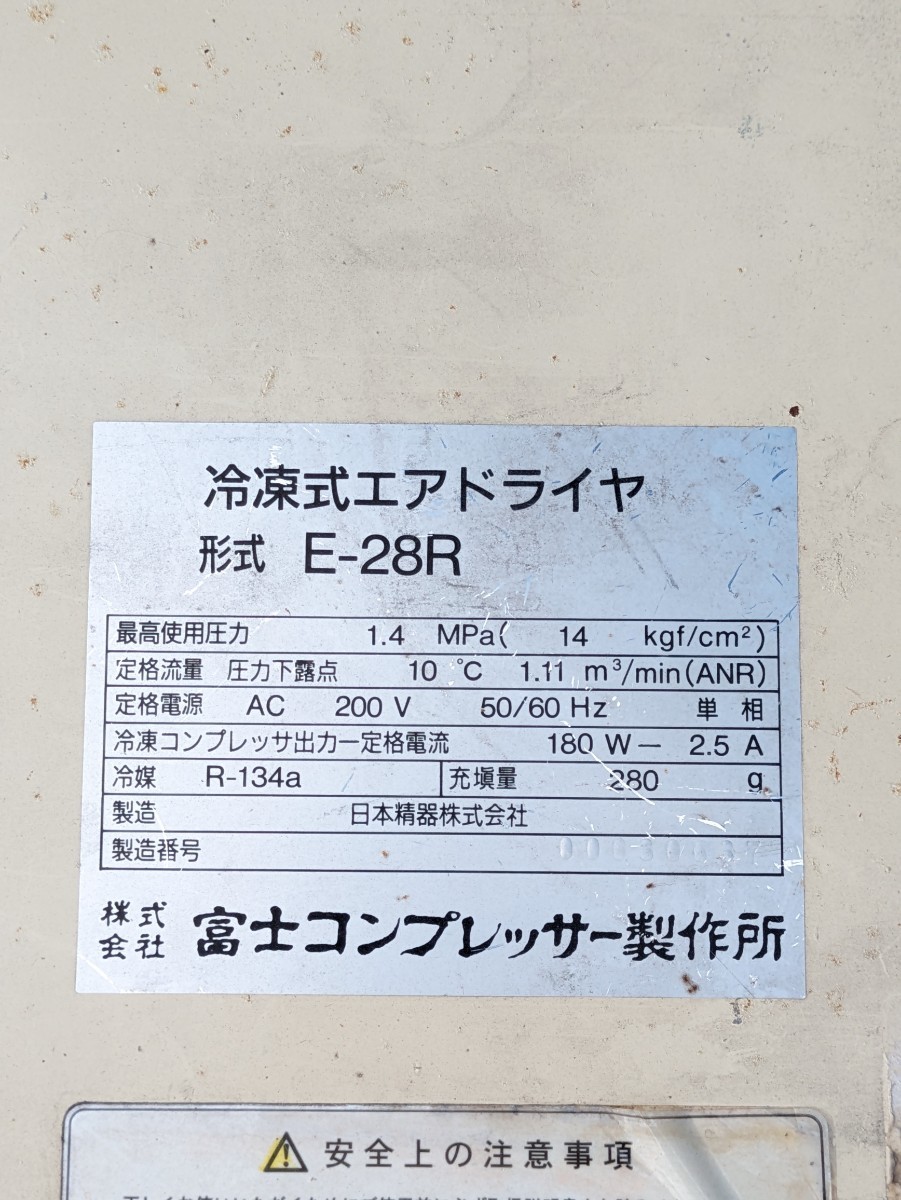 冷凍式エアドライヤ
形式 E-28R
最高使用圧力 1.4 MPa( 14 kgf/cm²)
定格流量 圧力下露点 10 ℃ 1.11 m³/min(ANR)
定格電源 AC 200 V 50/60 Hz 単相
冷凍コンプレッサ出力ー定格電流 180 W ー 2.5 A
冷媒 R-134a 充塡量 280 g
製造 日本精器株式会社
製造番号
株式会社 富士コンプレッサー製作所
安全上の注意事項